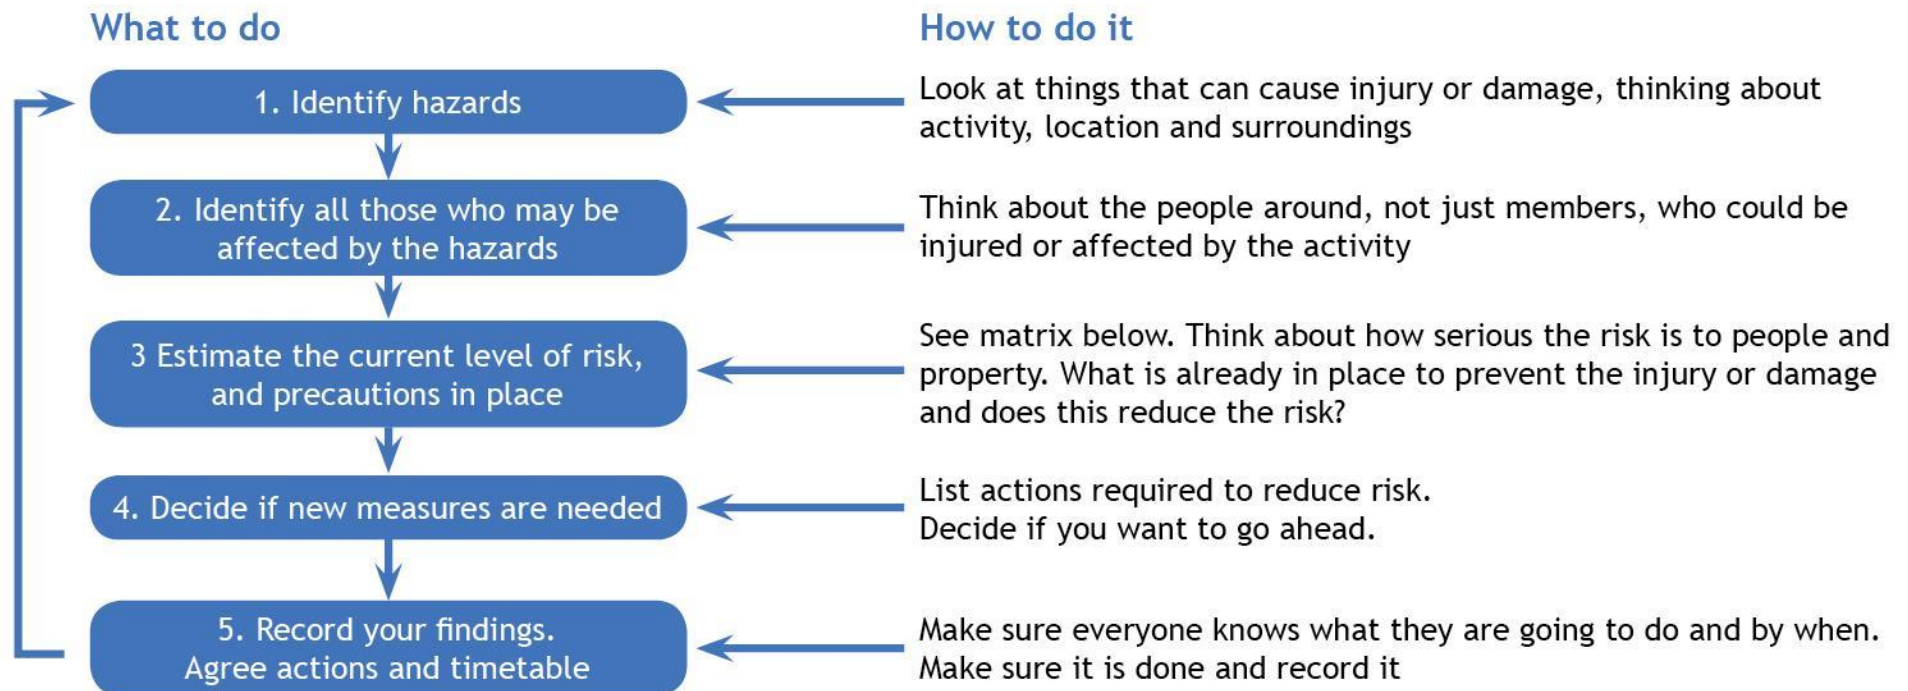 What to do
How to do it
1. Identify hazards
Look at things that can cause injury or damage, thinking about
activity, location and surroundings
2. Identify all those who may be
affected by the hazards
Think about the people around, not just members, who could be
injured or affected by the activity
3 Estimate the current level of risk,
and precautions in place
See matrix below. Think about how serious the risk is to people and
property. What is already in place to prevent the injury or damage
and does this reduce the risk?
4. Decide if new measures are needed
List actions required to reduce risk.
Decide if you want to go ahead.
5. Record your findings.
Agree actions and timetable
Make sure everyone knows what they are going to do and by when.
Make sure it is done and record it